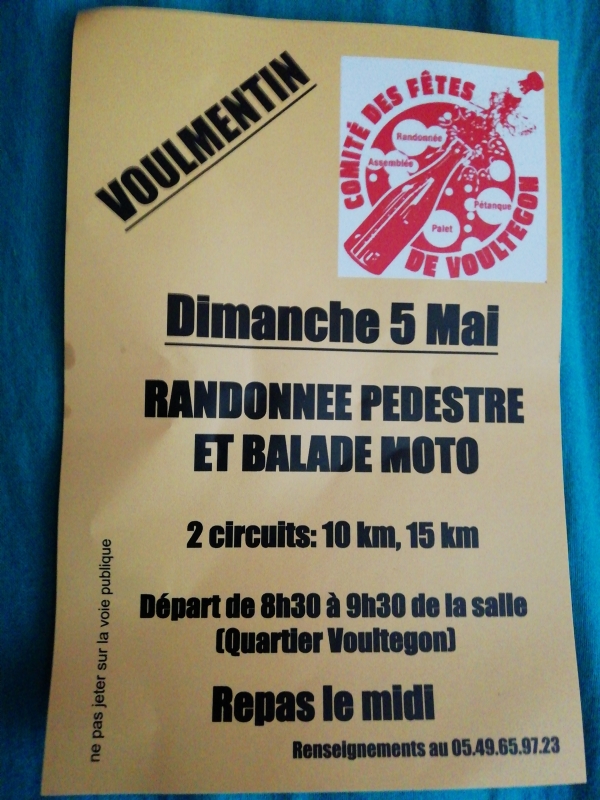 VOULMENTIN
COMITÉ DES FÊTES
DE VOULTEGON
Randonnée
Assemblée
Pétanque
Palet
Dimanche 5 Mai
RANDONNEE PEDESTRE
ET BALADE MOTO
2 circuits: 10 km, 15 km
Départ de 8h30 à 9h30 de la salle
(Quartier Voultegon)
Repas le midi
Renseignements au 05.49.65.97.23
ne pas jeter sur la voie publique